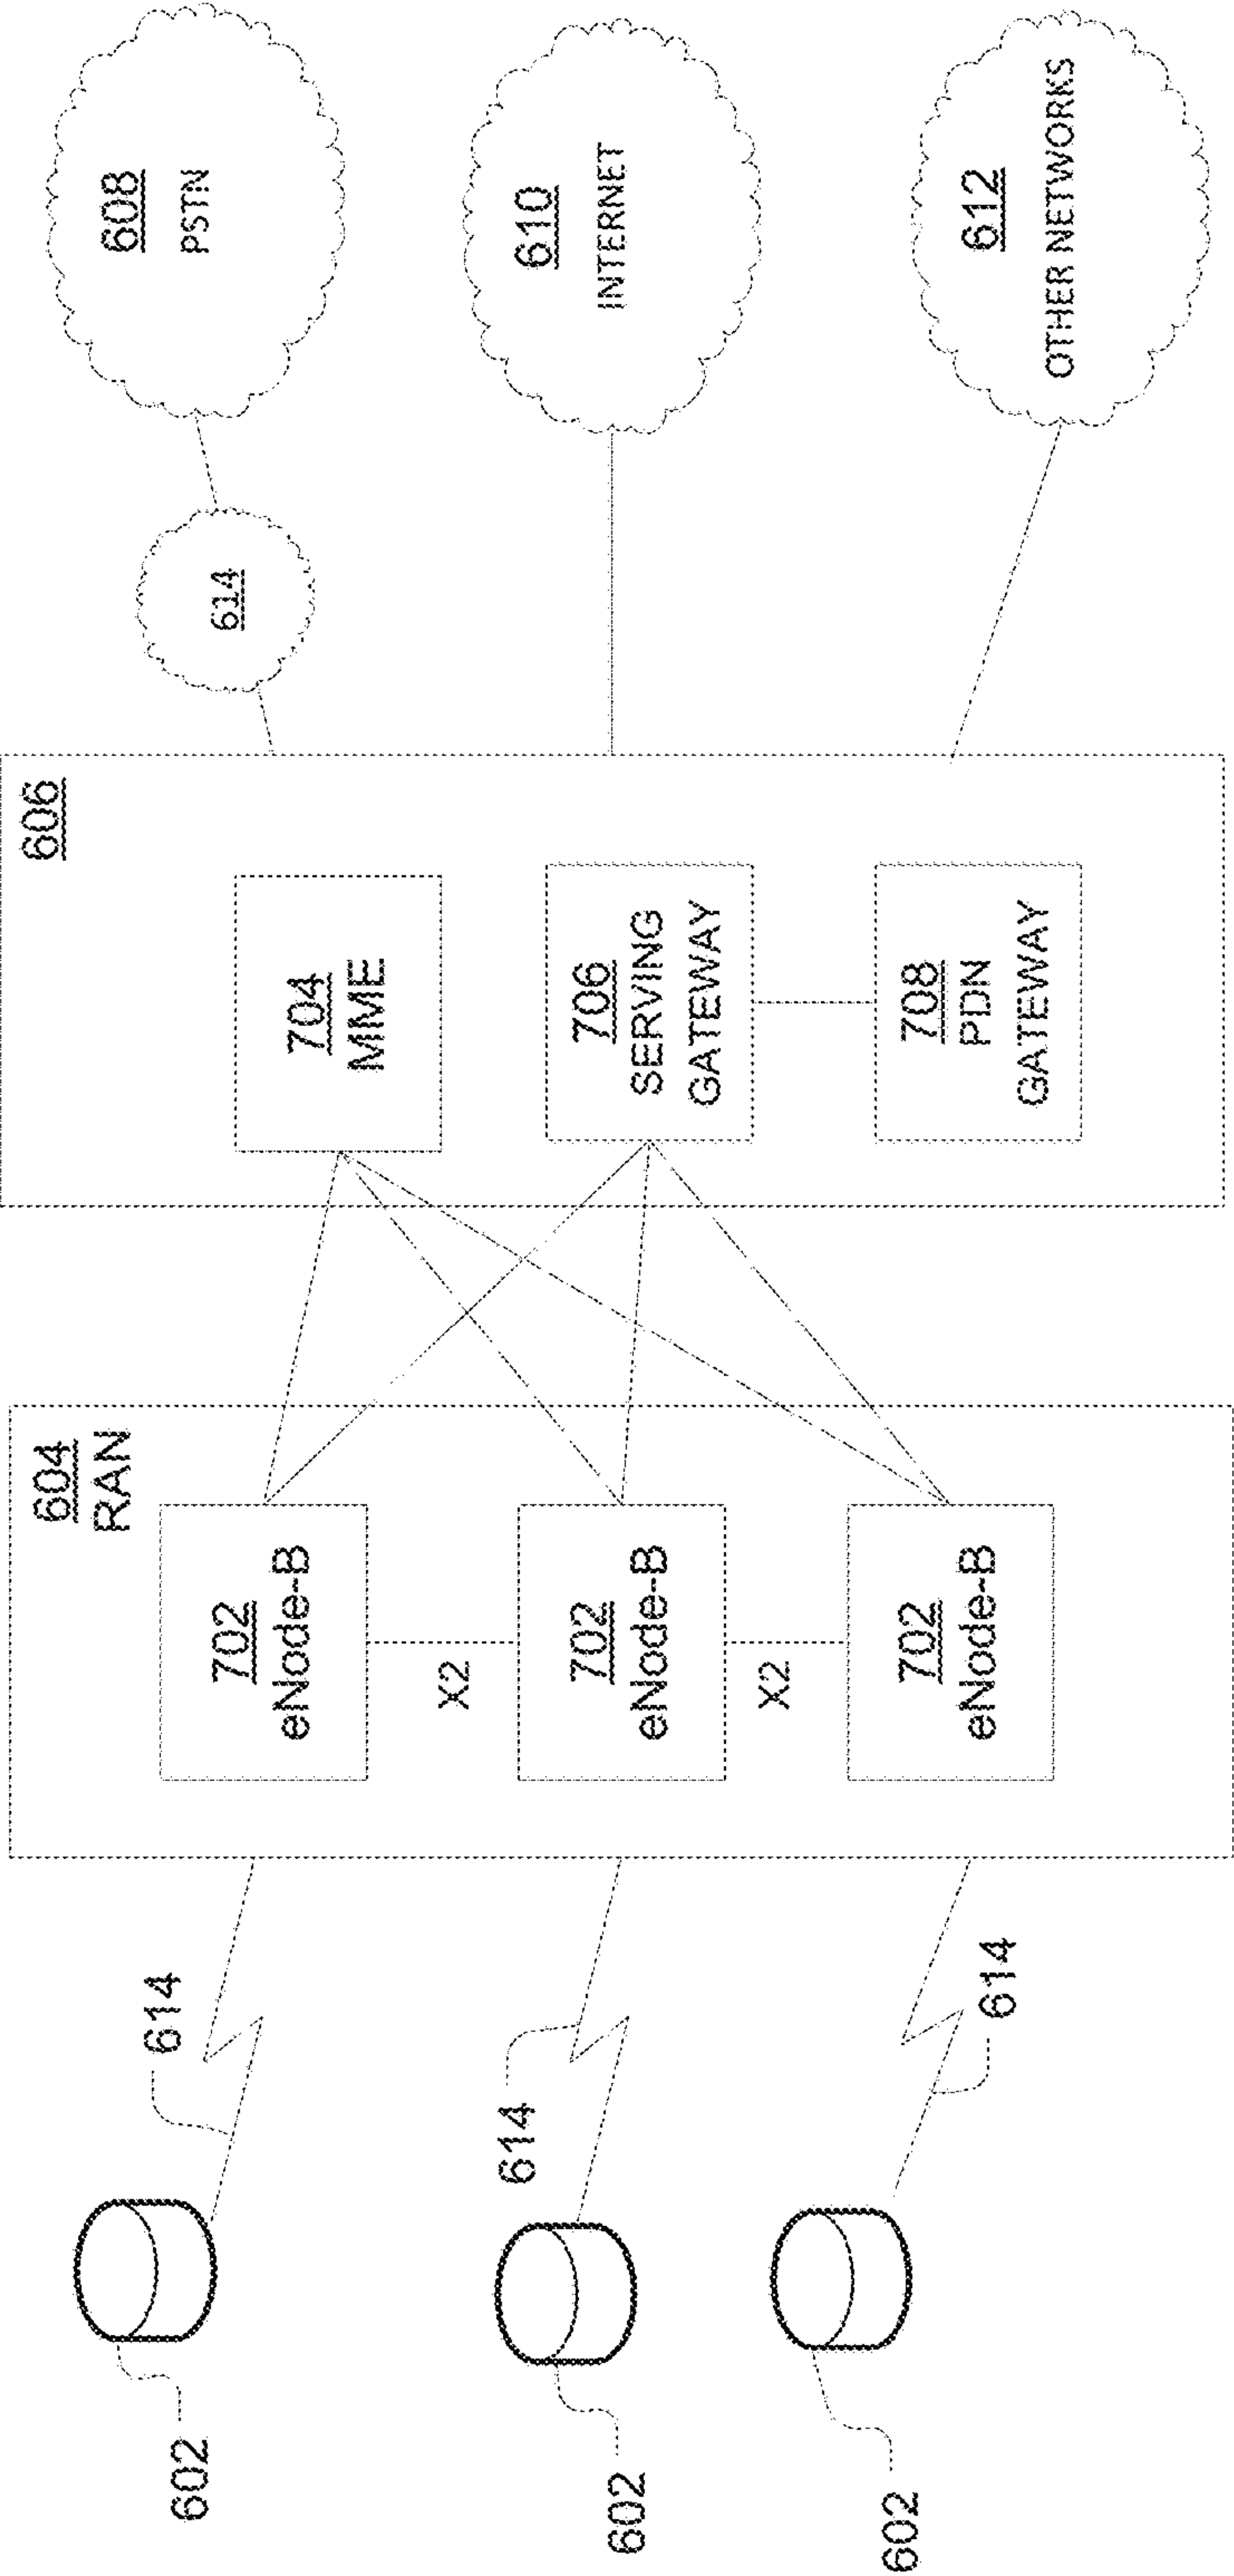 602
602
602
614
614
614
604
RAN
702
eNode-B
X2
702
eNode-B
X2
702
eNode-B
606
704
MME
706
SERVING
GATEWAY
708
PDN
GATEWAY
614
608
PSTN
610
INTERNET
612
OTHER NETWORKS